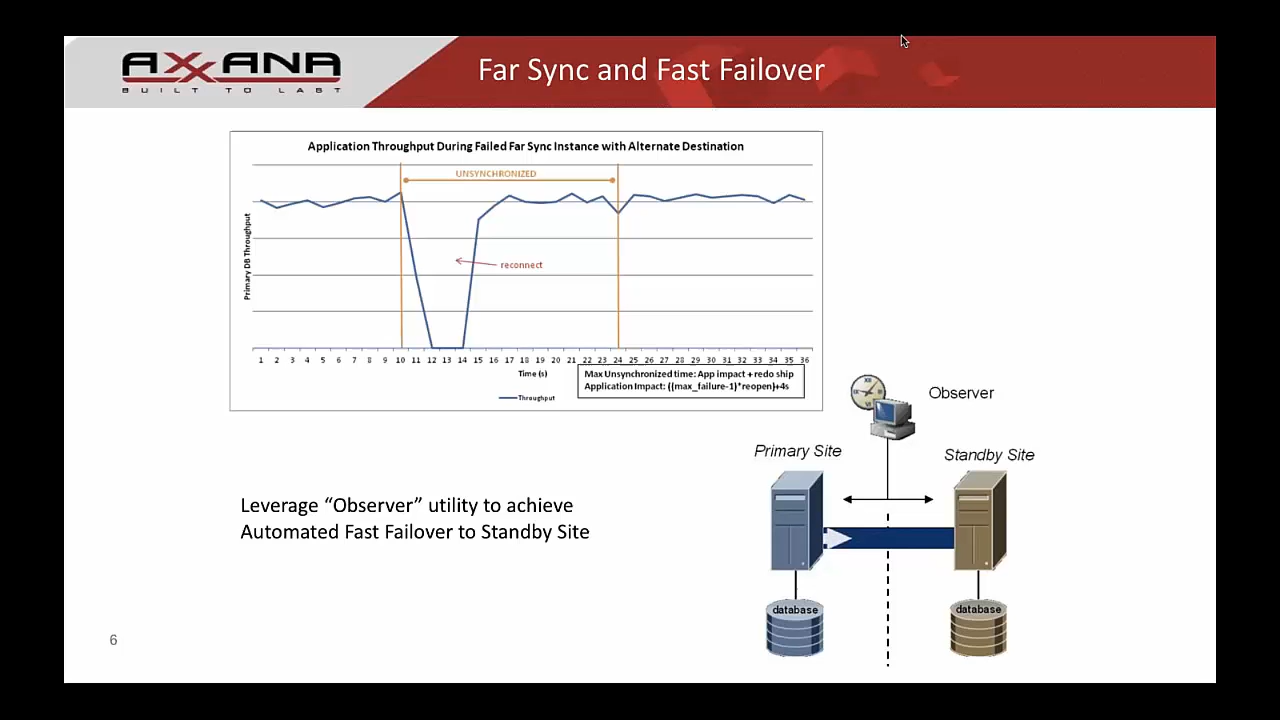 AXXANA
BUILT TO LAST
Far Sync and Fast Failover
Application Throughput During Failed Far Sync Instance with Alternate Destination
UNSYNCHRONIZED
Primary DB Throughput
reconnect
1 2 3 4 5 6 7 8 9 10 11 12 13 14 15 16 17 18 19 20 21 22 23 24 25 26 27 28 29 30 31 32 33 34 35 36
Time (s)
Max Unsynchronized time: App impact + redo ship
Application Impact: ((max_failure-1)*reopen)+4s
Throughput
Observer
Primary Site
Standby Site
Leverage “Observer” utility to achieve
Automated Fast Failover to Standby Site
database
database
6